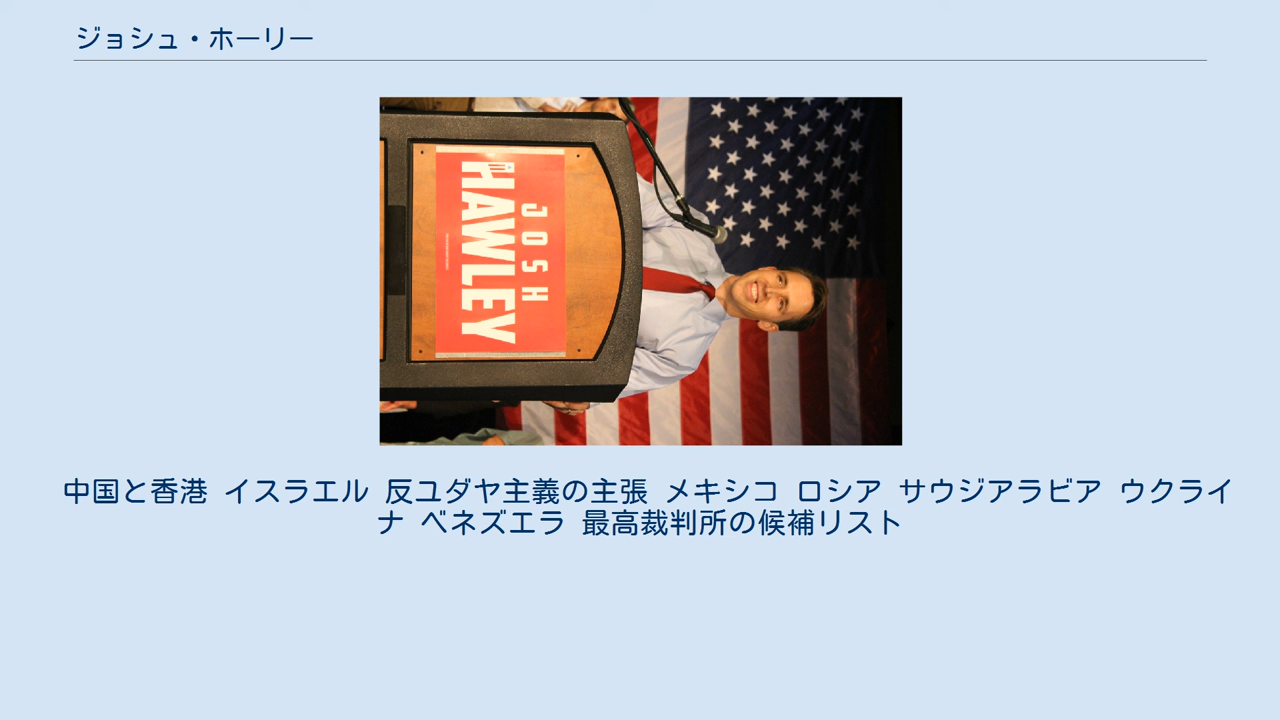 ジョシュ・ホーリー
JOSH
HAWLEY
中国と香港 イスラエル 反ユダヤ主義の主張 メキシコ ロシア サウジアラビア ウクライ
ナ ベネズエラ 最高裁判所の候補リスト